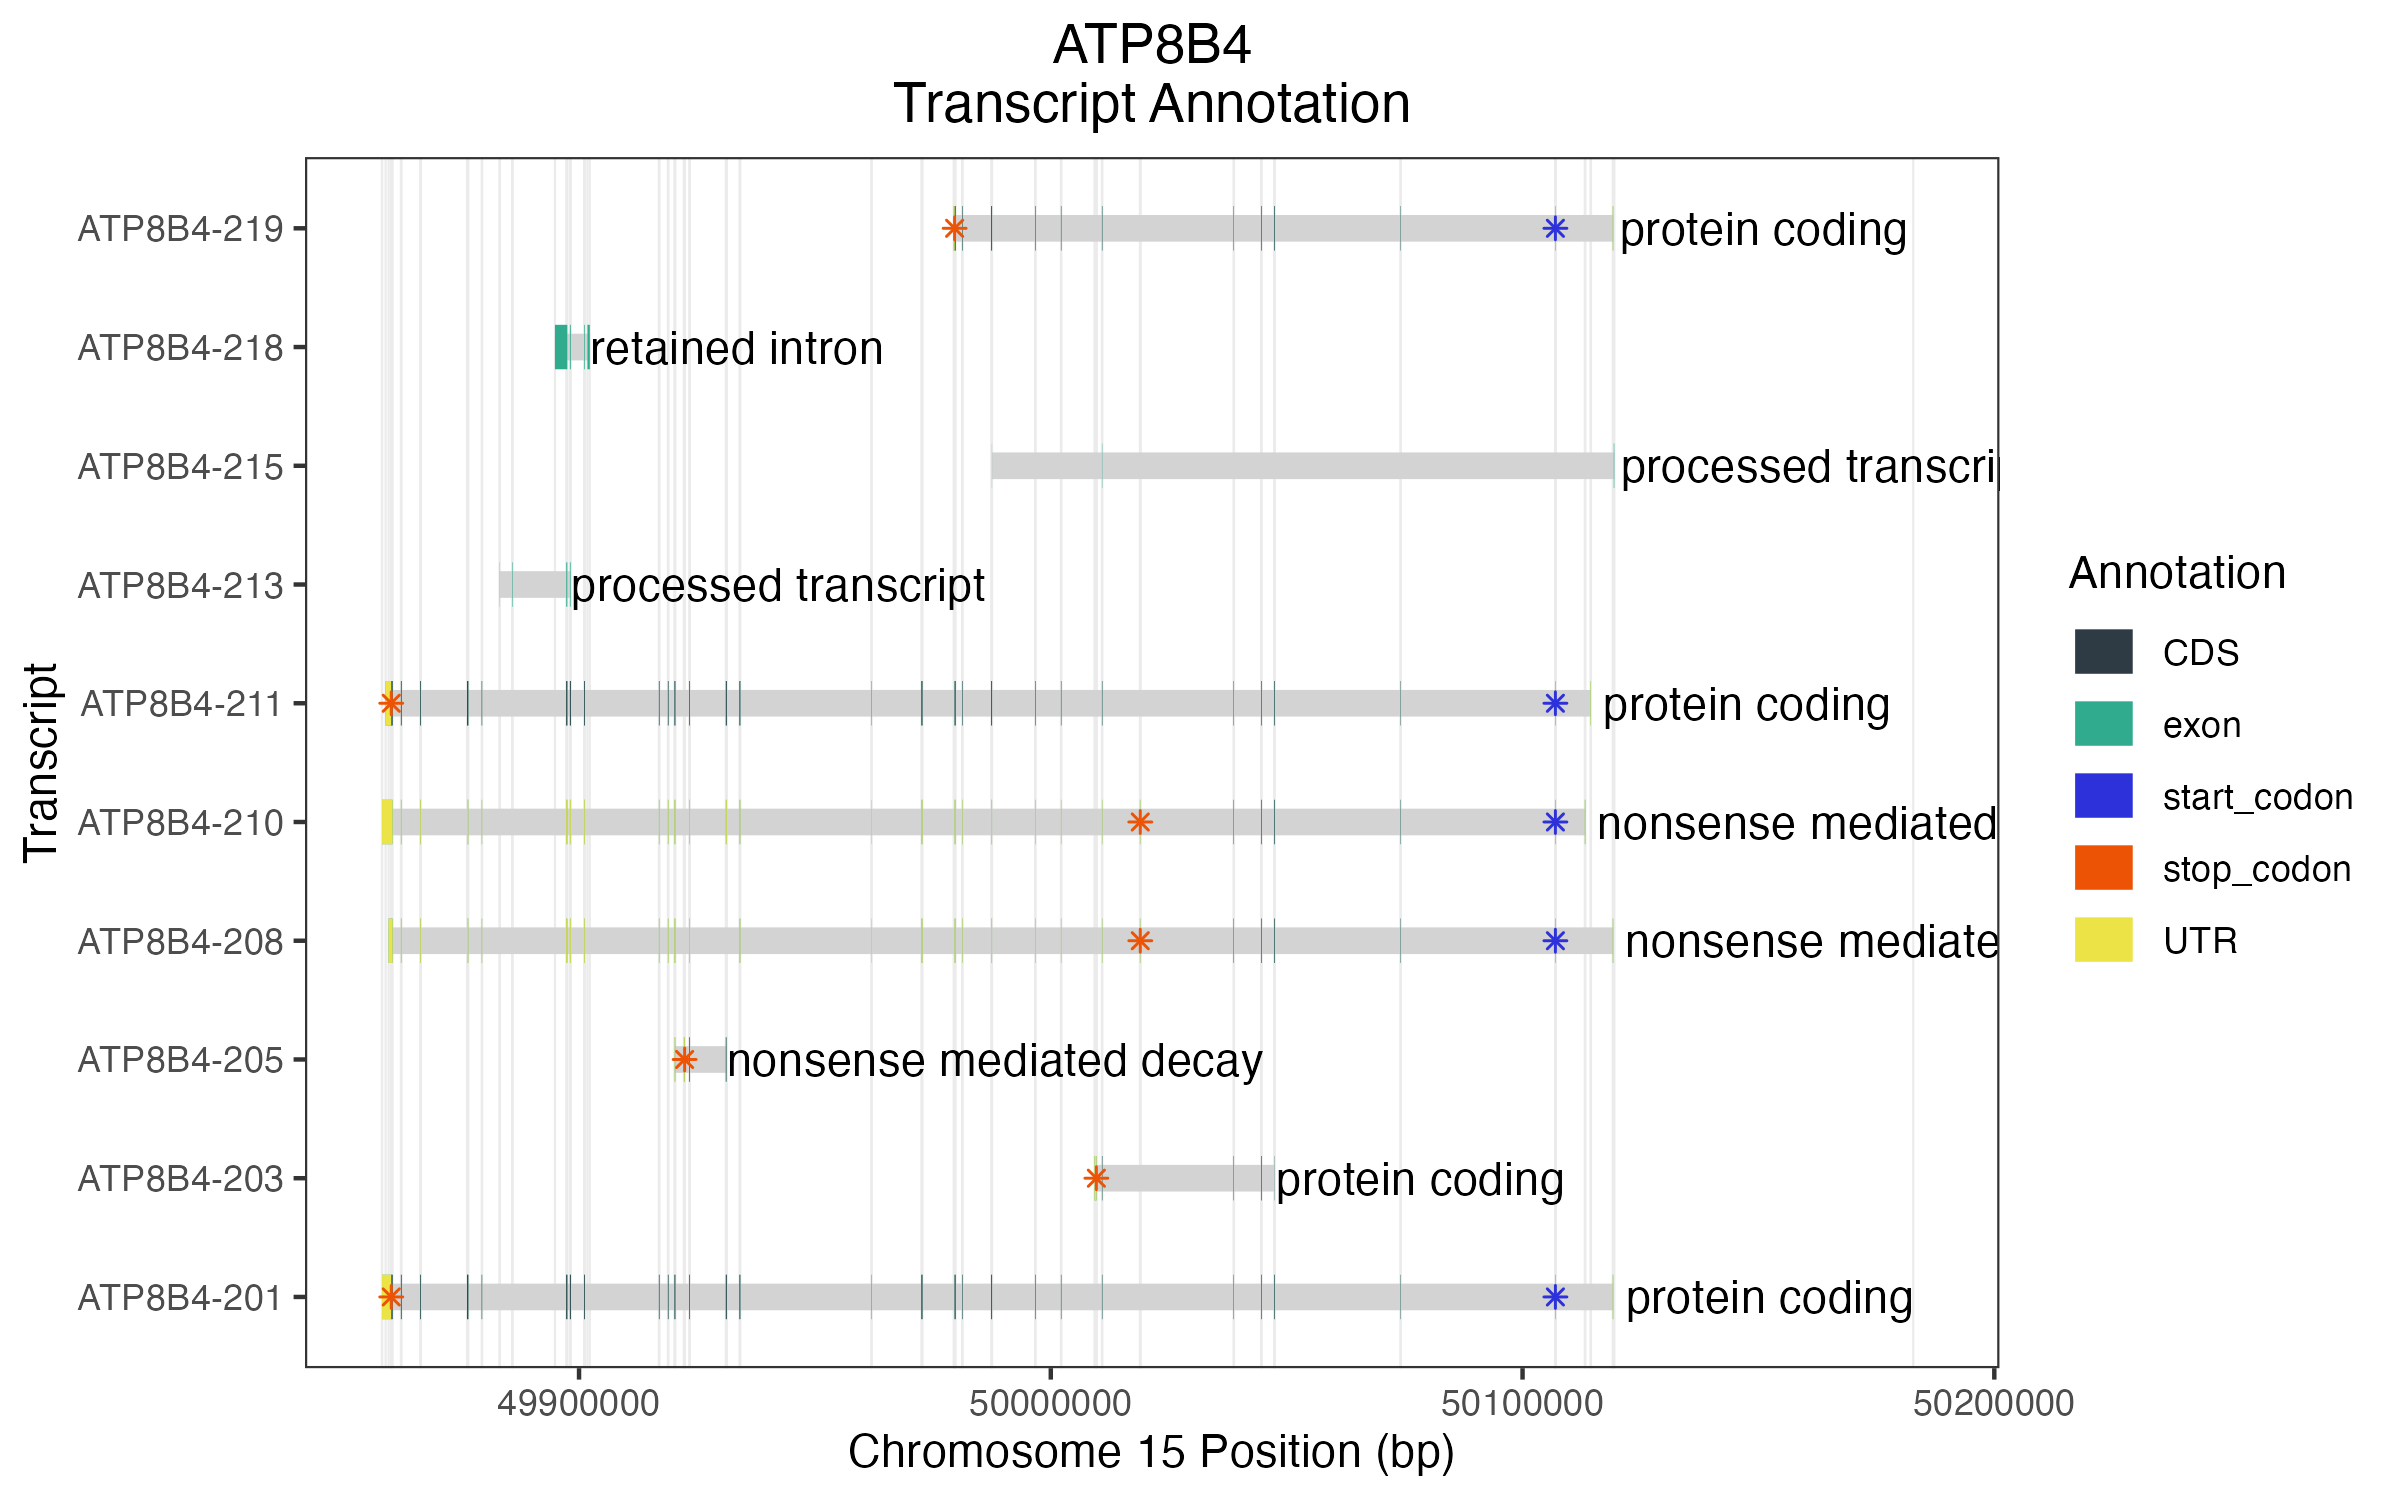 ATP8B4
Transcript Annotation
ATP8B4-219
protein coding
ATP8B4-218
retained intron
ATP8B4-215
processed transcrip
ATP8B4-213
processed transcript
ATP8B4-211
protein coding
ATP8B4-210
nonsense mediated
ATP8B4-208
nonsense mediate
ATP8B4-205
nonsense mediated decay
ATP8B4-203
protein coding
ATP8B4-201
protein coding
Transcript
49900000
50000000
50100000
50200000
Chromosome 15 Position (bp)
Annotation
CDS
exon
start_codon
stop_codon
UTR